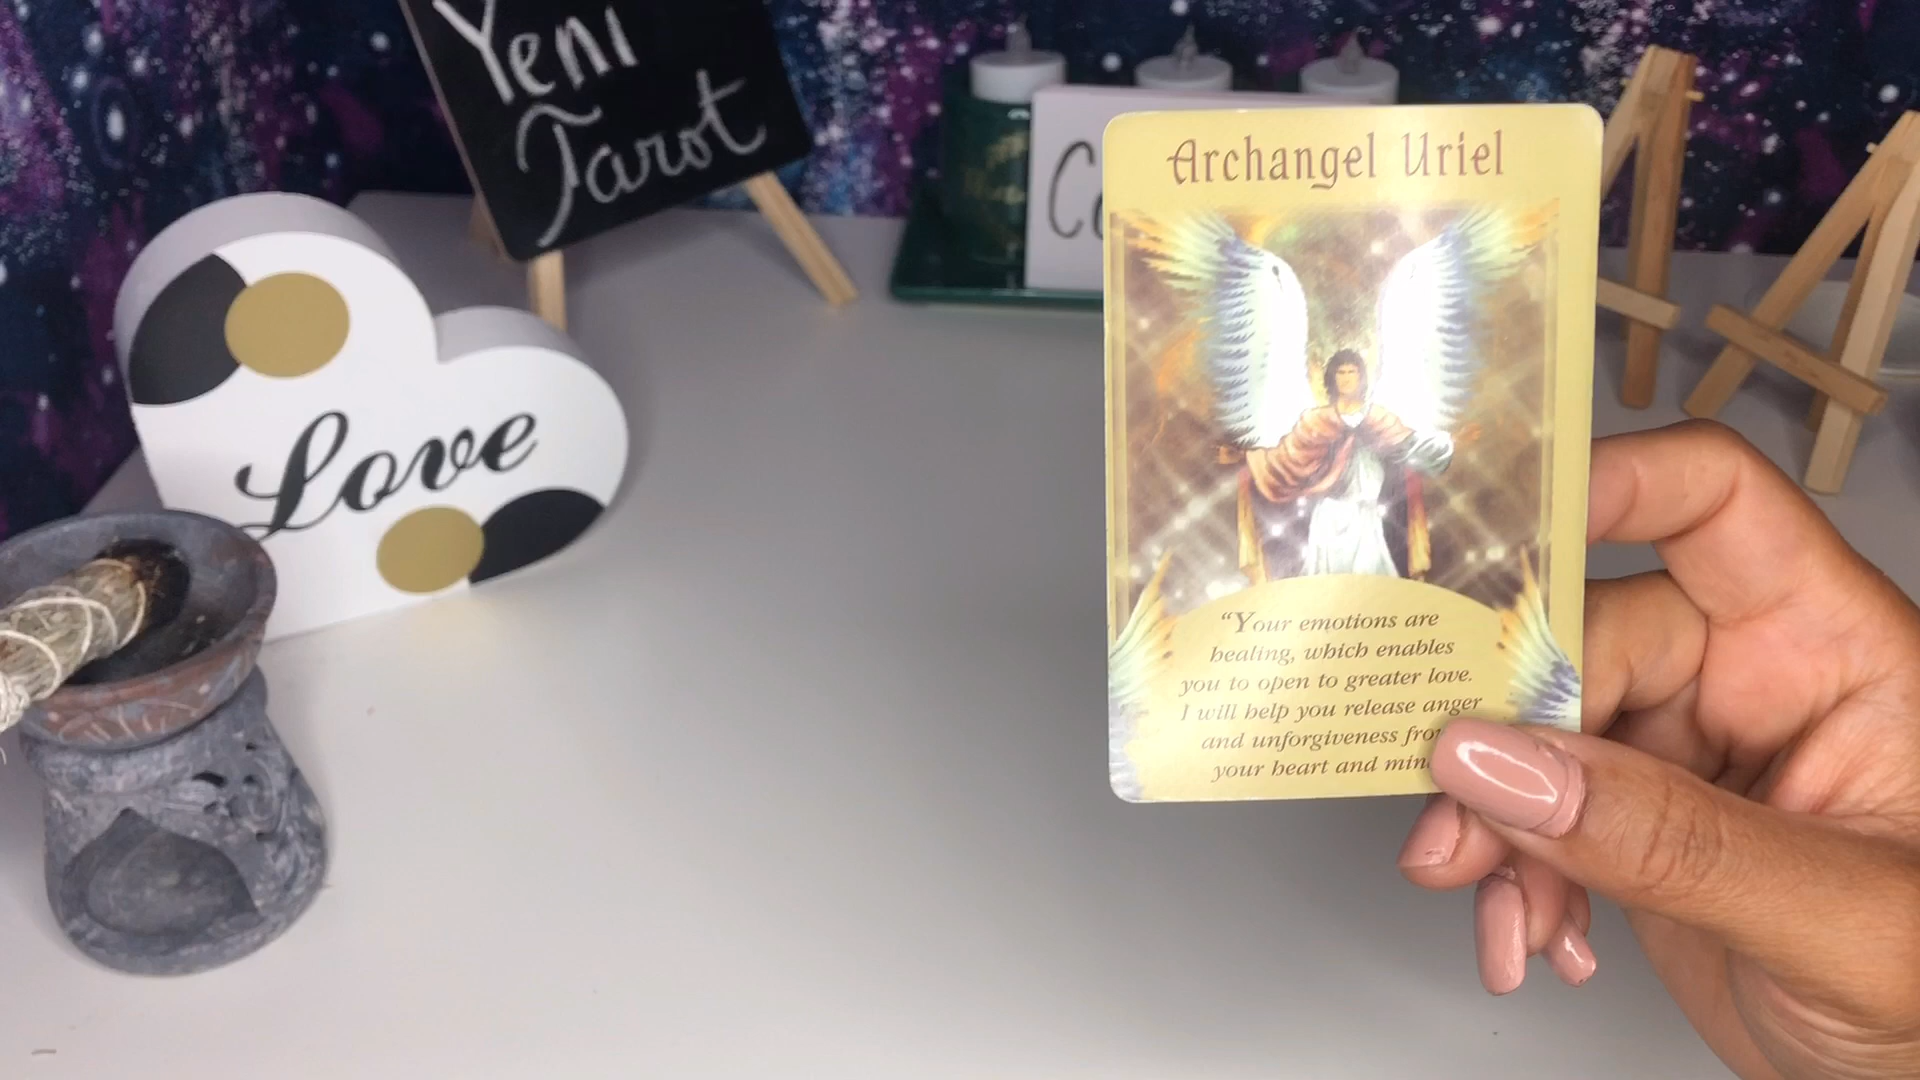 Yeni
Tarot
Love
Archangel Uriel
“Your emotions are
healing, which enables
you to open to greater love.
I will help you release anger
and unforgiveness
your heart and